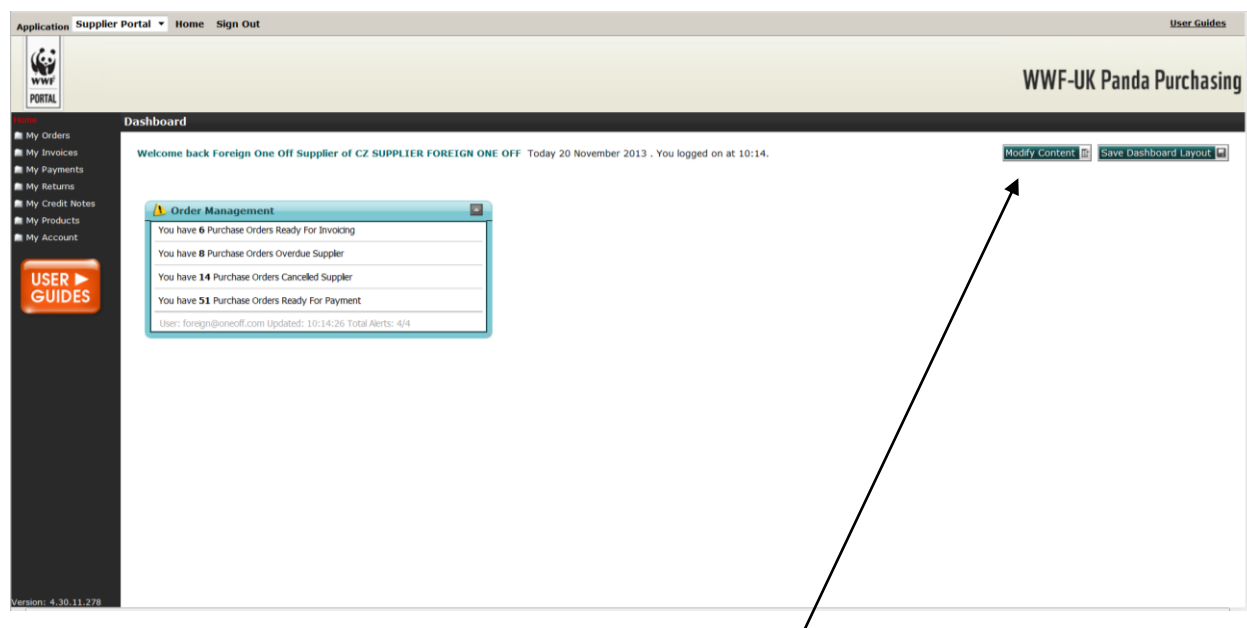 Application Supplier Portal Home Sign Out User Guides
WWF
PORTAL
WWF-UK Panda Purchasing
Home
Dashboard
My Orders
My Invoices
My Payments
My Returns
My Credit Notes
My Products
My Account
USER
GUIDES
Welcome back Foreign One Off Supplier of CZ SUPPLIER FOREIGN ONE OFF Today 20 November 2013 . You logged on at 10:14.
Modify Content
Save Dashboard Layout
Order Management
You have 6 Purchase Orders Ready For Invoicing
You have 8 Purchase Orders Overdue Suppler
You have 14 Purchase Orders Cancelled Suppler
You have 51 Purchase Orders Ready For Payment
User: foreign@oneoff.com Updated: 10:14:26 Total Alerts: 4/4
Version: 4.30.11.278